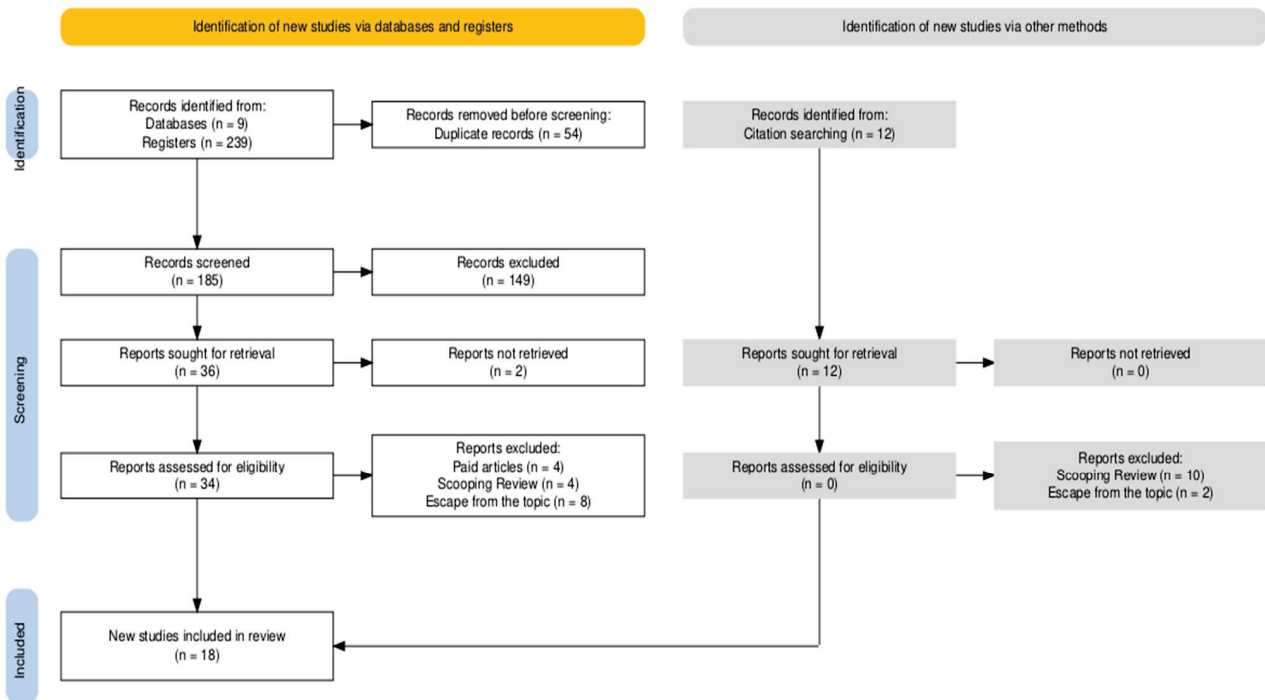 Identification of new studies via databases and registers
Identification of new studies via other methods
Identification
Records identified from:
Databases (n = 9)
Registers (n = 239)
Records removed before screening:
Duplicate records (n = 54)
Records identified from:
Citation searching (n = 12)
Screening
Records screened
(n = 185)
Records excluded
(n = 149)
Reports sought for retrieval
(n = 36)
Reports not retrieved
(n = 2)
Reports sought for retrieval
(n = 12)
Reports not retrieved
(n = 0)
Reports assessed for eligibility
(n = 34)
Reports excluded:
Paid articles (n = 4)
Scooping Review (n = 4)
Escape from the topic (n = 8)
Reports assessed for eligibility
(n = 0)
Reports excluded:
Scooping Review (n = 10)
Escape from the topic (n = 2)
Included
New studies included in review
(n = 18)